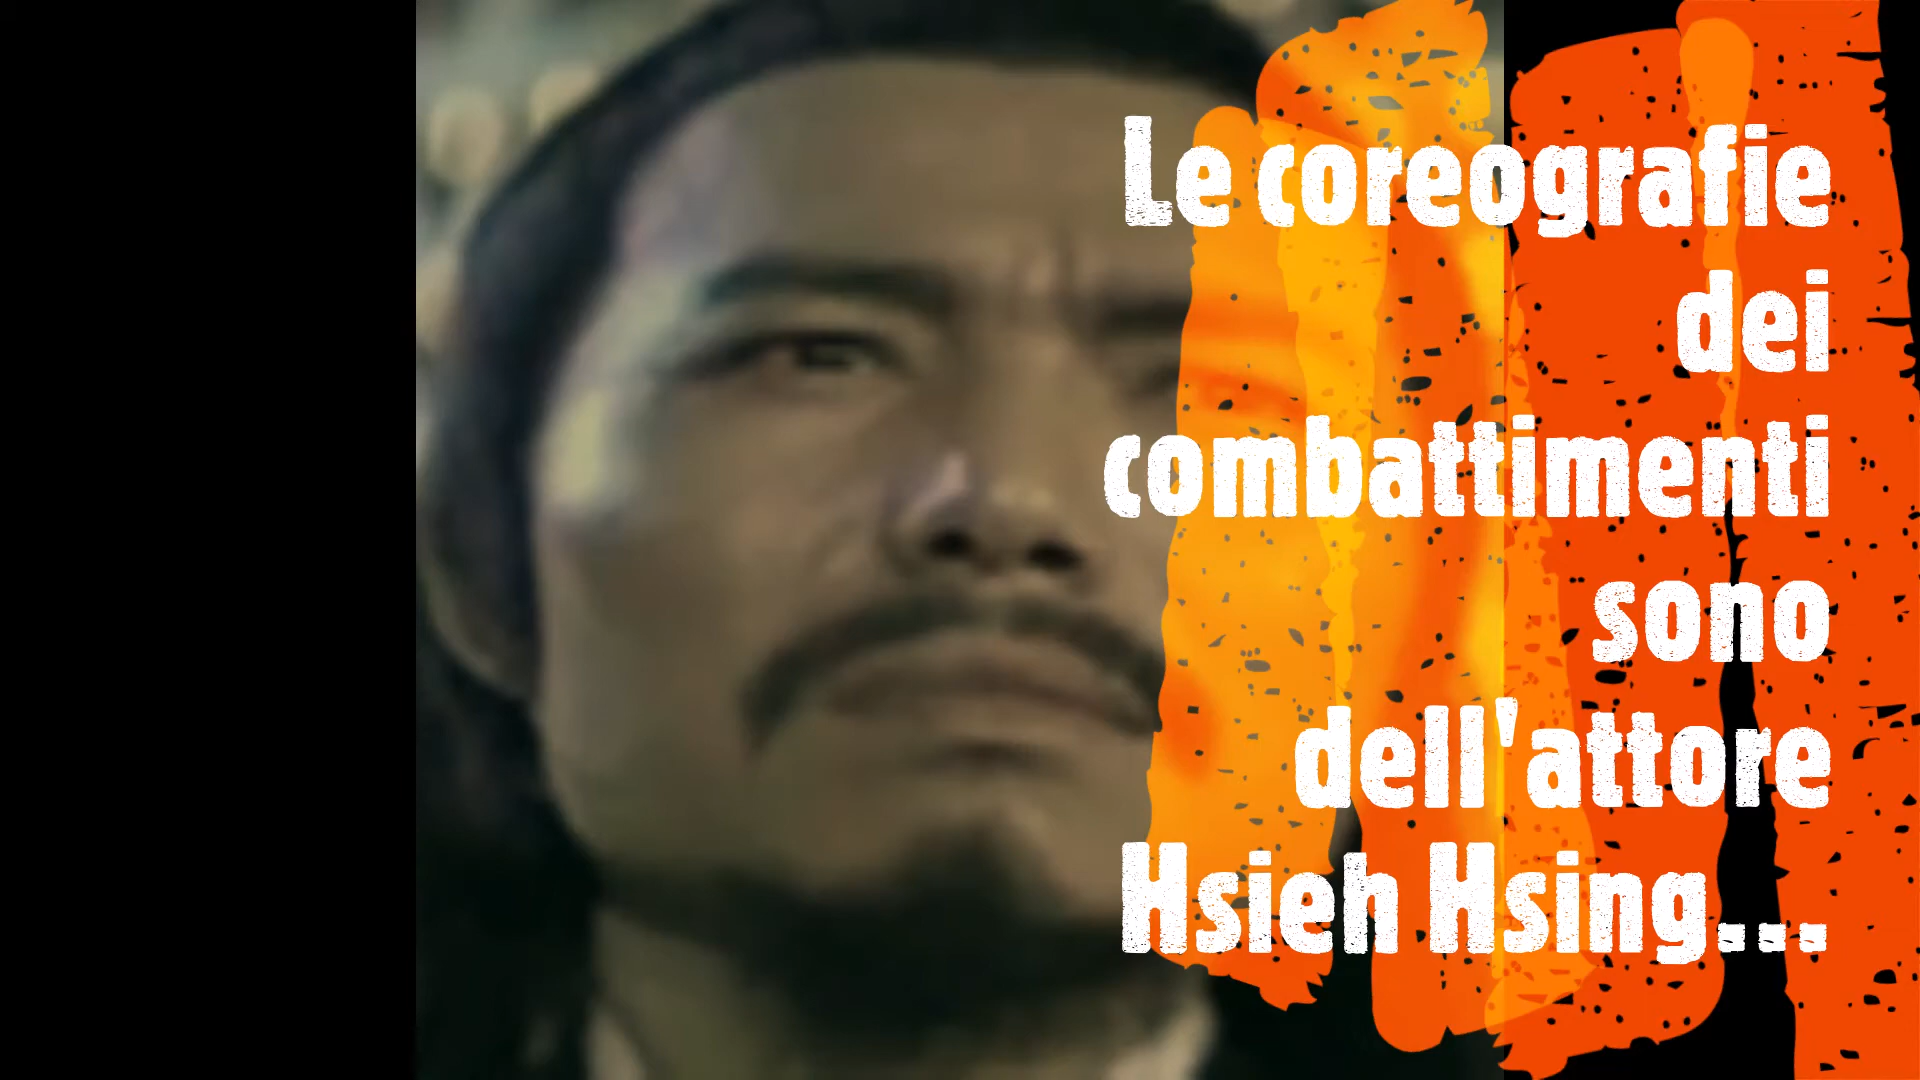 Le coreografie
dei
combattimenti
sono
dell'attore
Hsieh Hsing...